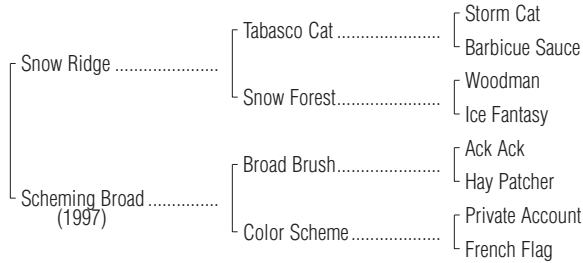 Storm Cat
Tabasco Cat ........................
Barbicue Sauce
Snow Ridge ........................
Woodman
Snow Forest........................
Ice Fantasy
Ack Ack
Broad Brush........................
Hay Patcher
Scheming Broad ................
(1997)
Private Account
Color Scheme .....................
French Flag